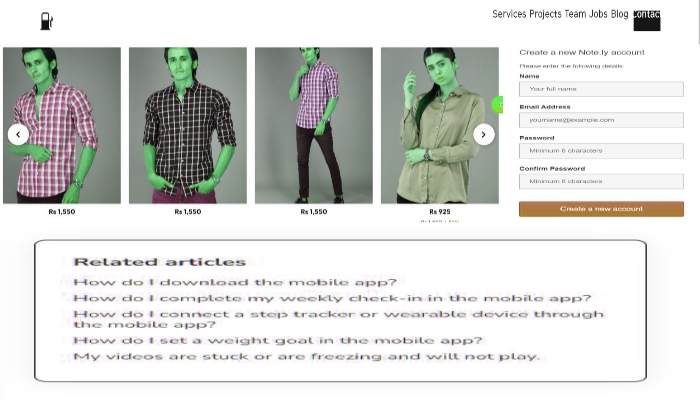 Services Projects Team Jobs Blog Contact
Create a new Note.ly account
Please enter the following details:
Name
Your full name
Email Address
yourname@example.com
Password
Minimum 6 characters
Confirm Password
Minimum 6 characters
Create a new account
Rs 1,550
Rs 1,550
Rs 1,550
Rs 925
Related articles
How do I download the mobile app?
How do I complete my weekly check-in in the mobile app?
How do I connect a step tracker or wearable device through
the mobile app?
How do I set a weight goal in the mobile app?
My videos are stuck or are freezing and will not play.